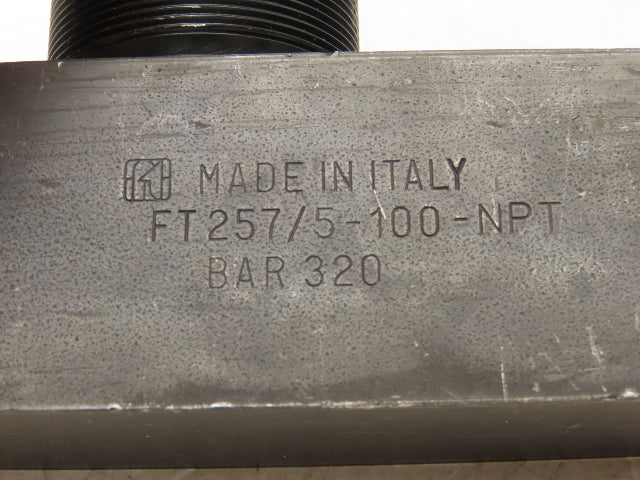 MADE IN ITALY
FT 257/5-100-NPT
BAR 320